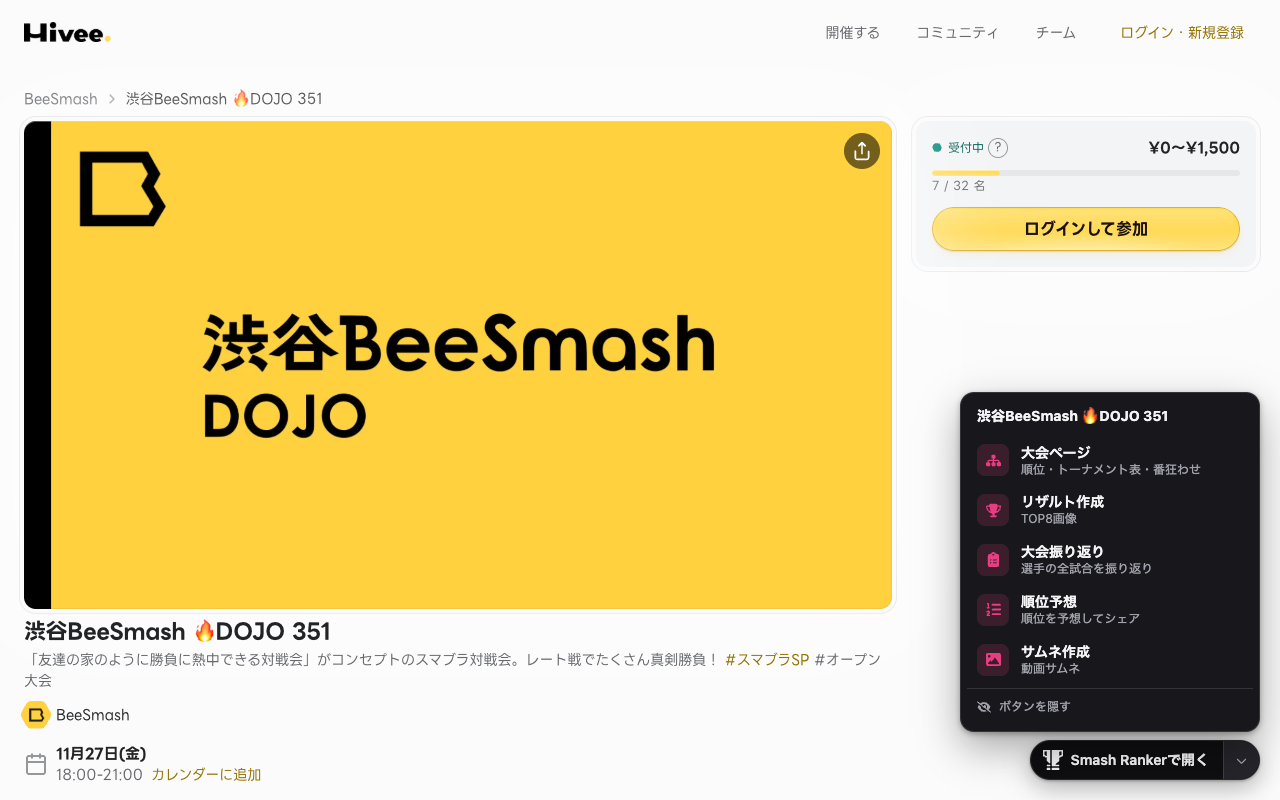 Hivee.
開催する
コミュニティ
チーム
ログイン・新規登録
BeeSmash
渋谷BeeSmash 🔥DOJO 351
渋谷BeeSmash
DOJO
受付中
?
¥0〜¥1,500
7 / 32 名
ログインして参加
渋谷BeeSmash 🔥DOJO 351
「友達の家のように勝負に熱中できる対戦会」がコンセプトのスマブラ対戦会。レート戦でたくさん真剣勝負！ #スマブラSP #オープン
大会
BeeSmash
11月27日(金)
18:00-21:00 カレンダーに追加
渋谷BeeSmash 🔥DOJO 351
大会ページ
順位・トーナメント表・番狂わせ
リザルト作成
TOP8画像
大会振り返り
選手の全試合を振り返り
順位予想
順位を予想してシェア
サムネ作成
動画サムネ
ボタンを隠す
Smash Rankerで開く